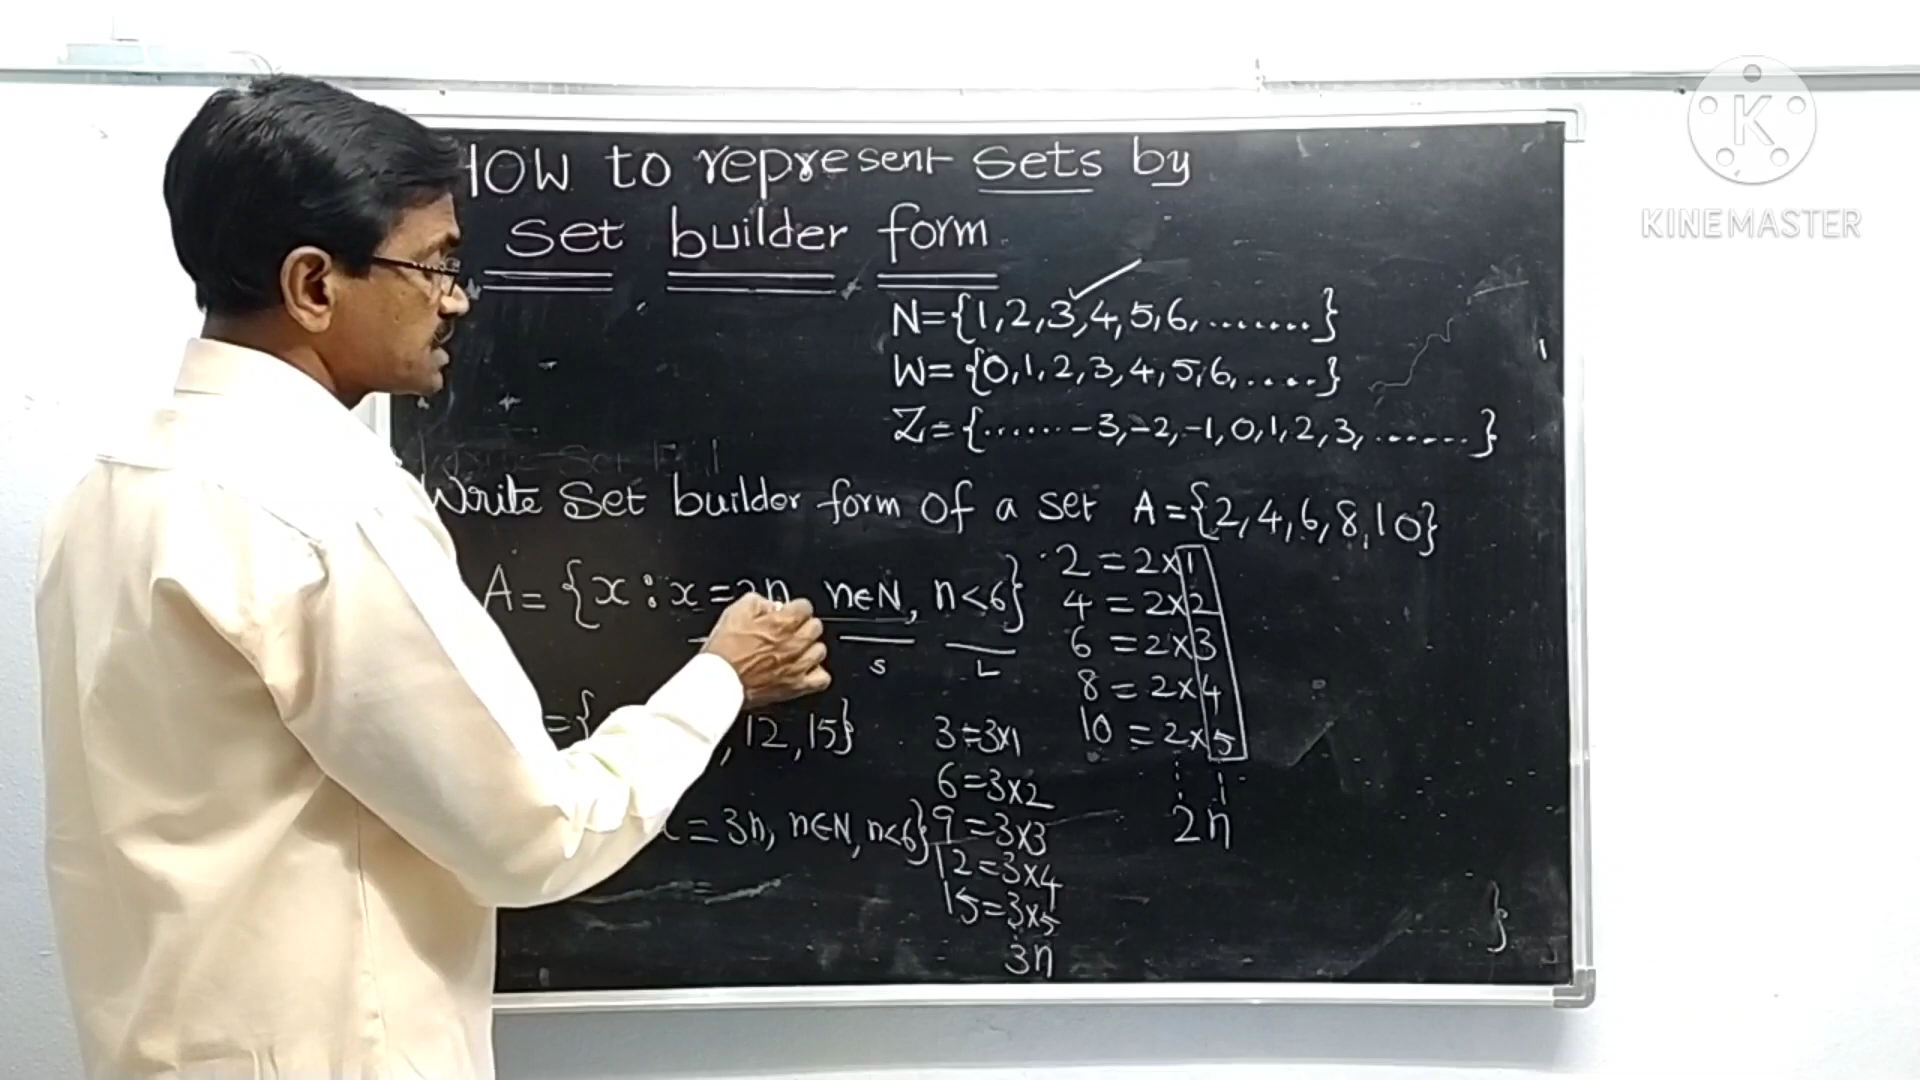 HOW to represent sets by
set builder form
N={1,2,3,4,5,6,........}
W={0,1,2,3,4,5,6,.....}
Z={......-3,-2,-1,0,1,2,3,.......}
Write Set builder form of a set A={2,4,6,8,10}
A={x:x=2n, n∈N, n<6}
S L
={ , 12,15}
x=3n, n∈N, n<6}
3=3x1
6=3x2
9=3x3
12=3x4
15=3x5
3n
2=2x1
4=2x2
6=2x3
8=2x4
10=2x5
2n
}
K
KINEMASTER